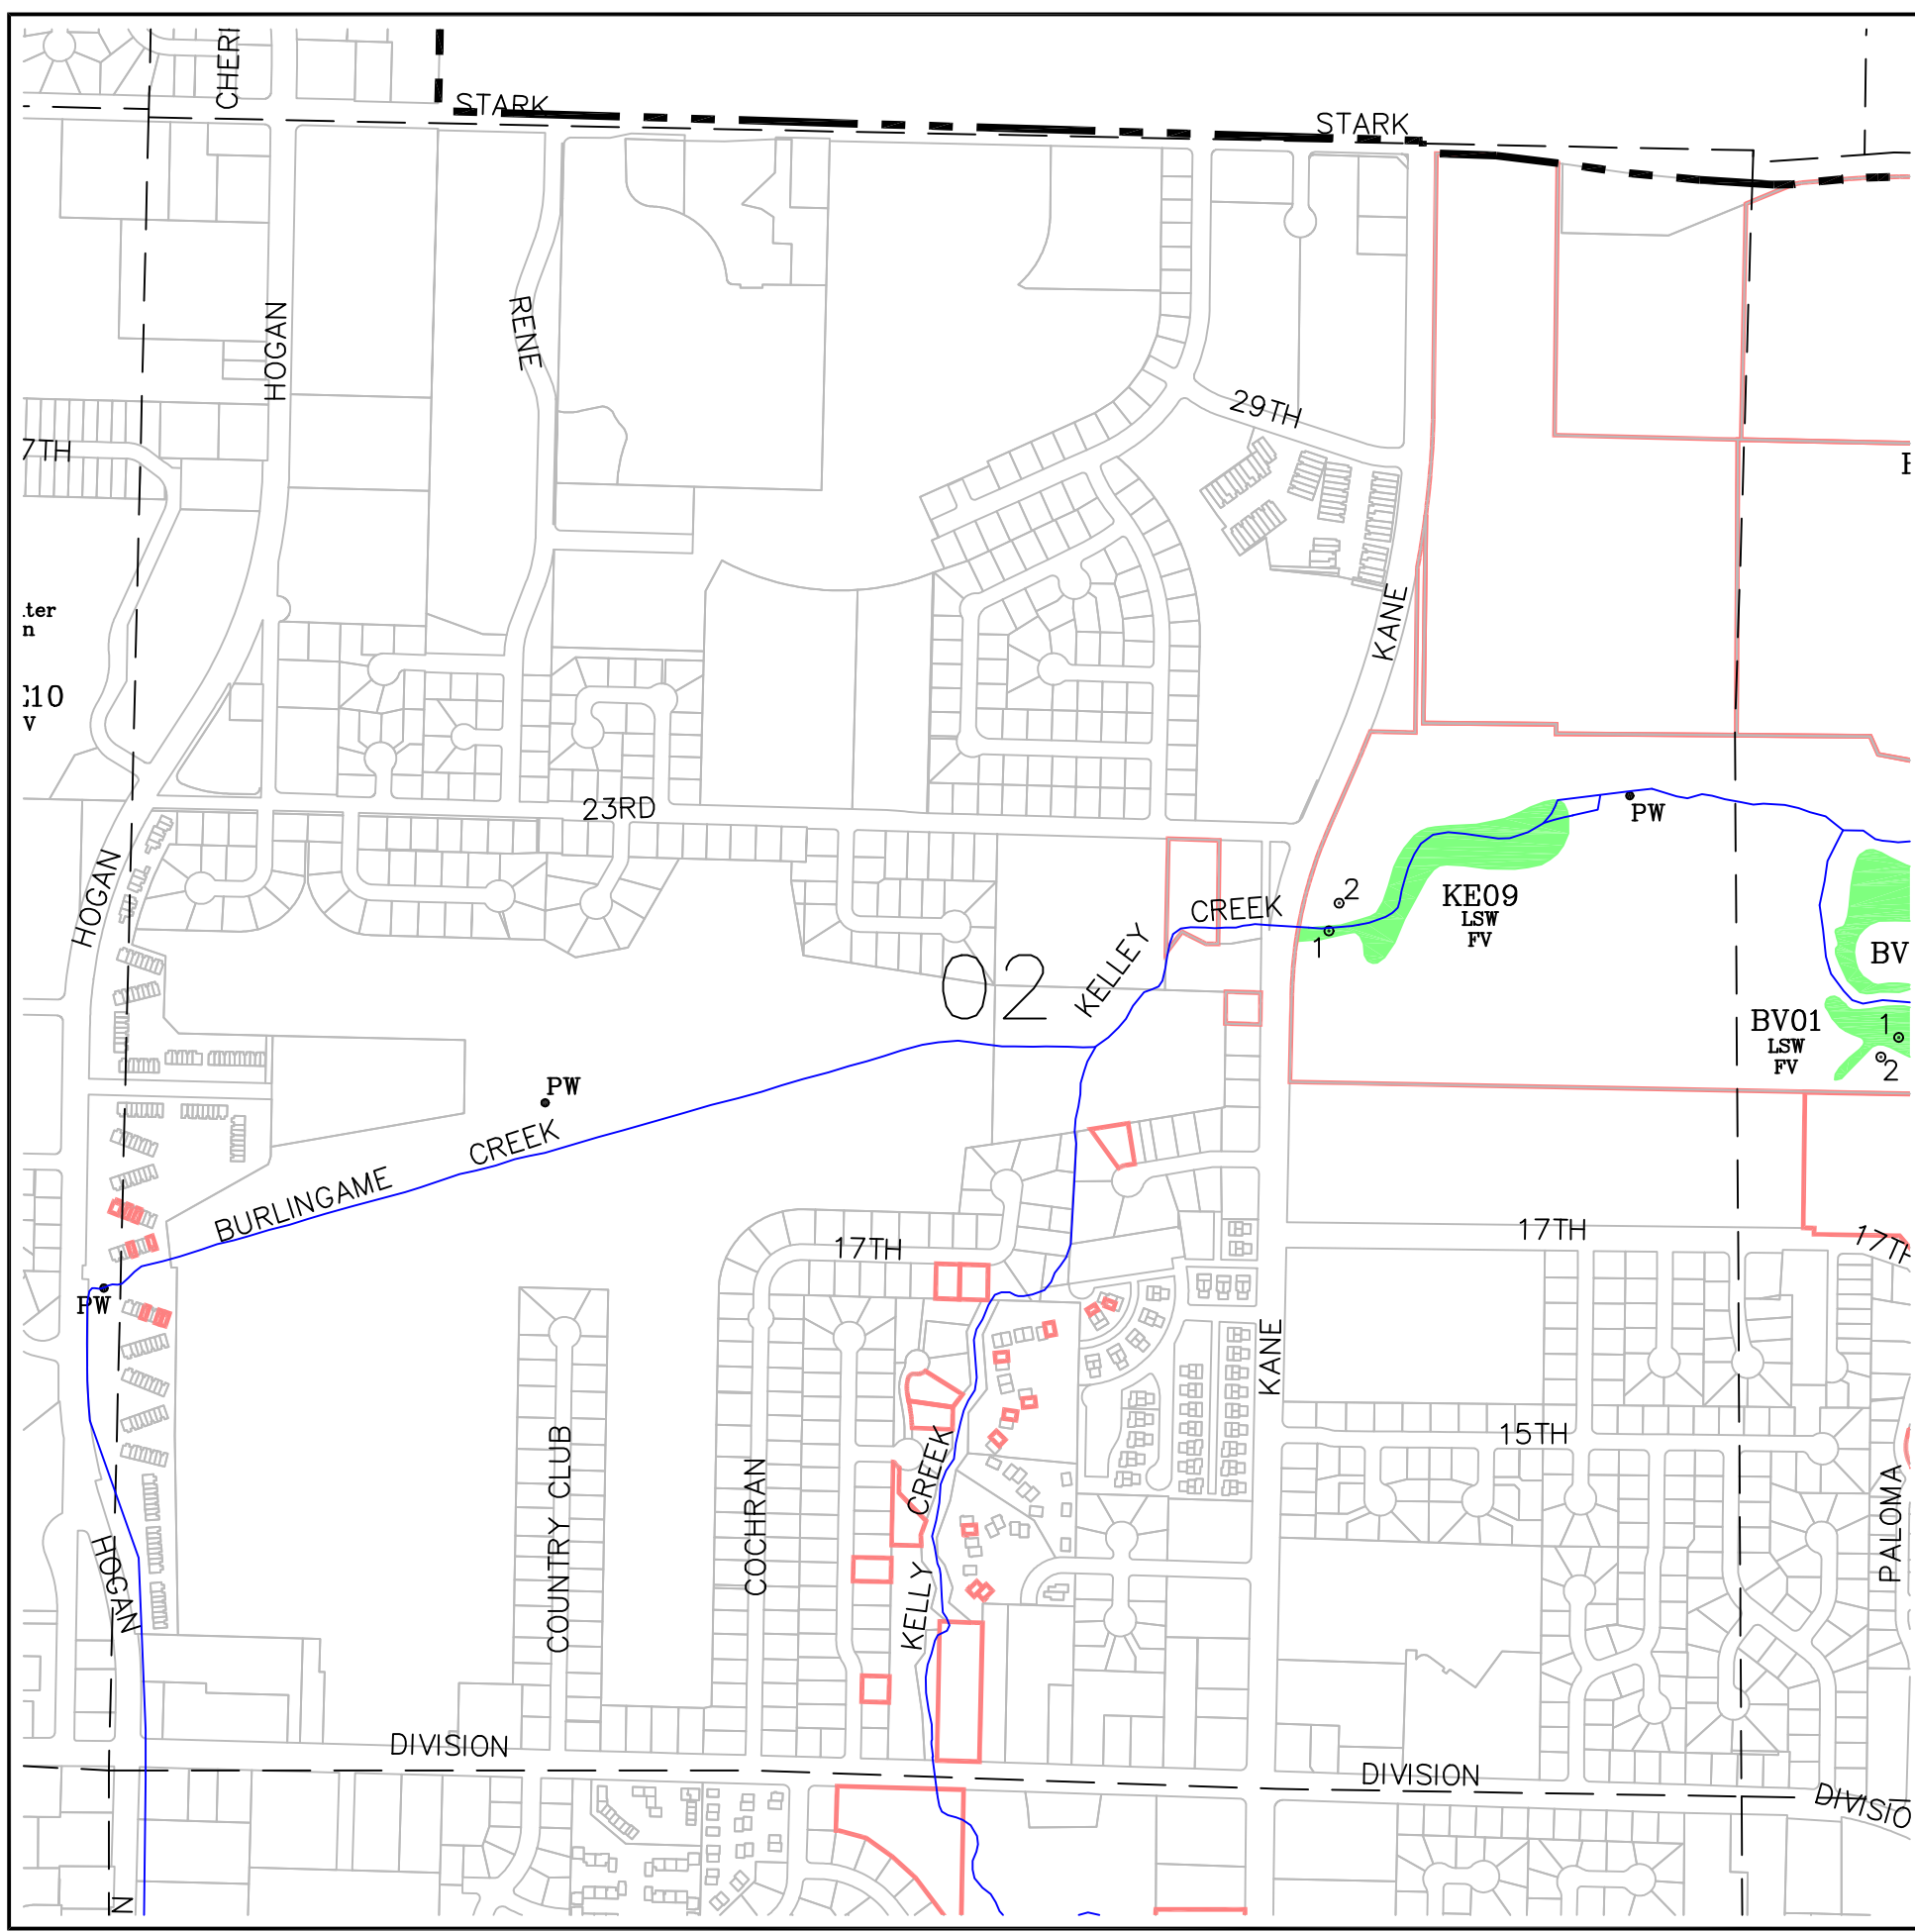 CHERI
STARK
STARK
HOGAN
RENE
29TH
7TH
KANE
ter
n
10
V
23RD
PW
HOGAN
KE09
LSW
FV
2
1
CREEK
KELLEY
02
BV
BV01
LSW
FV
1
2
PW
CREEK
BURLINGAME
17TH
17TH
17TH
PW
KANE
15TH
COUNTRY CLUB
COCHRAN
CREEK
KELLY
PALOMA
HOGAN
DIVISION
DIVISION
DIVISIO
N